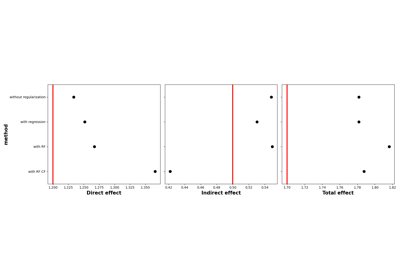 without regularization
with regression
with RF
with RF CF
method
1.200 1.225 1.250 1.275 1.300 1.325 1.350
Direct effect
0.42 0.44 0.46 0.48 0.50 0.52 0.54
Indirect effect
1.70 1.72 1.74 1.76 1.78 1.80 1.82
Total effect